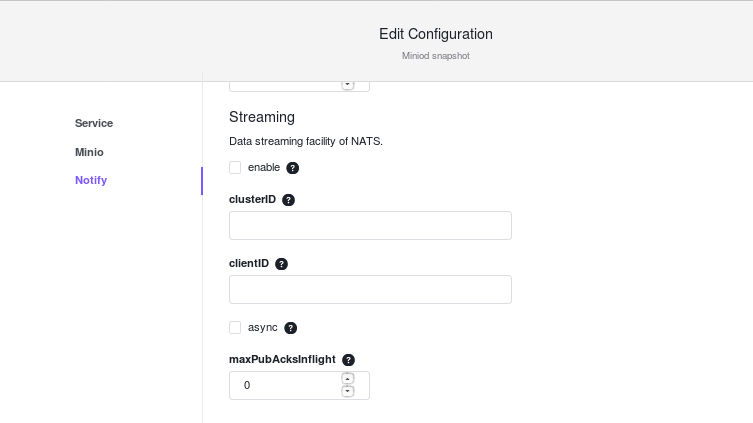 Edit Configuration
Miniod snapshot
Service
Minio
Notify
Streaming
Data streaming facility of NATS.
enable ?
clusterID ?
clientID ?
async ?
maxPubAcksInflight ?
0